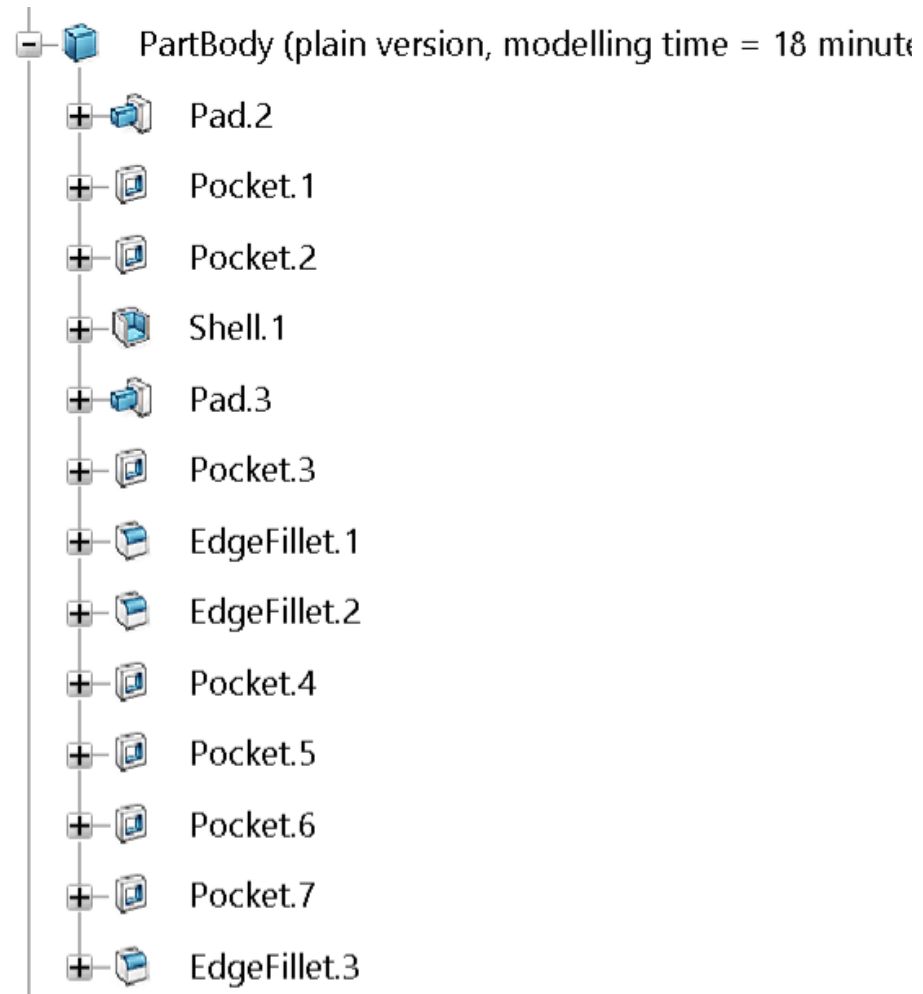 PartBody (plain version, modelling time = 18
Pad.2
Pocket.1
Pocket.2
Shell.1
Pad.3
Pocket.3
EdgeFillet.1
EdgeFillet.2
Pocket.4
Pocket.5
Pocket.6
Pocket.7
EdgeFillet.3